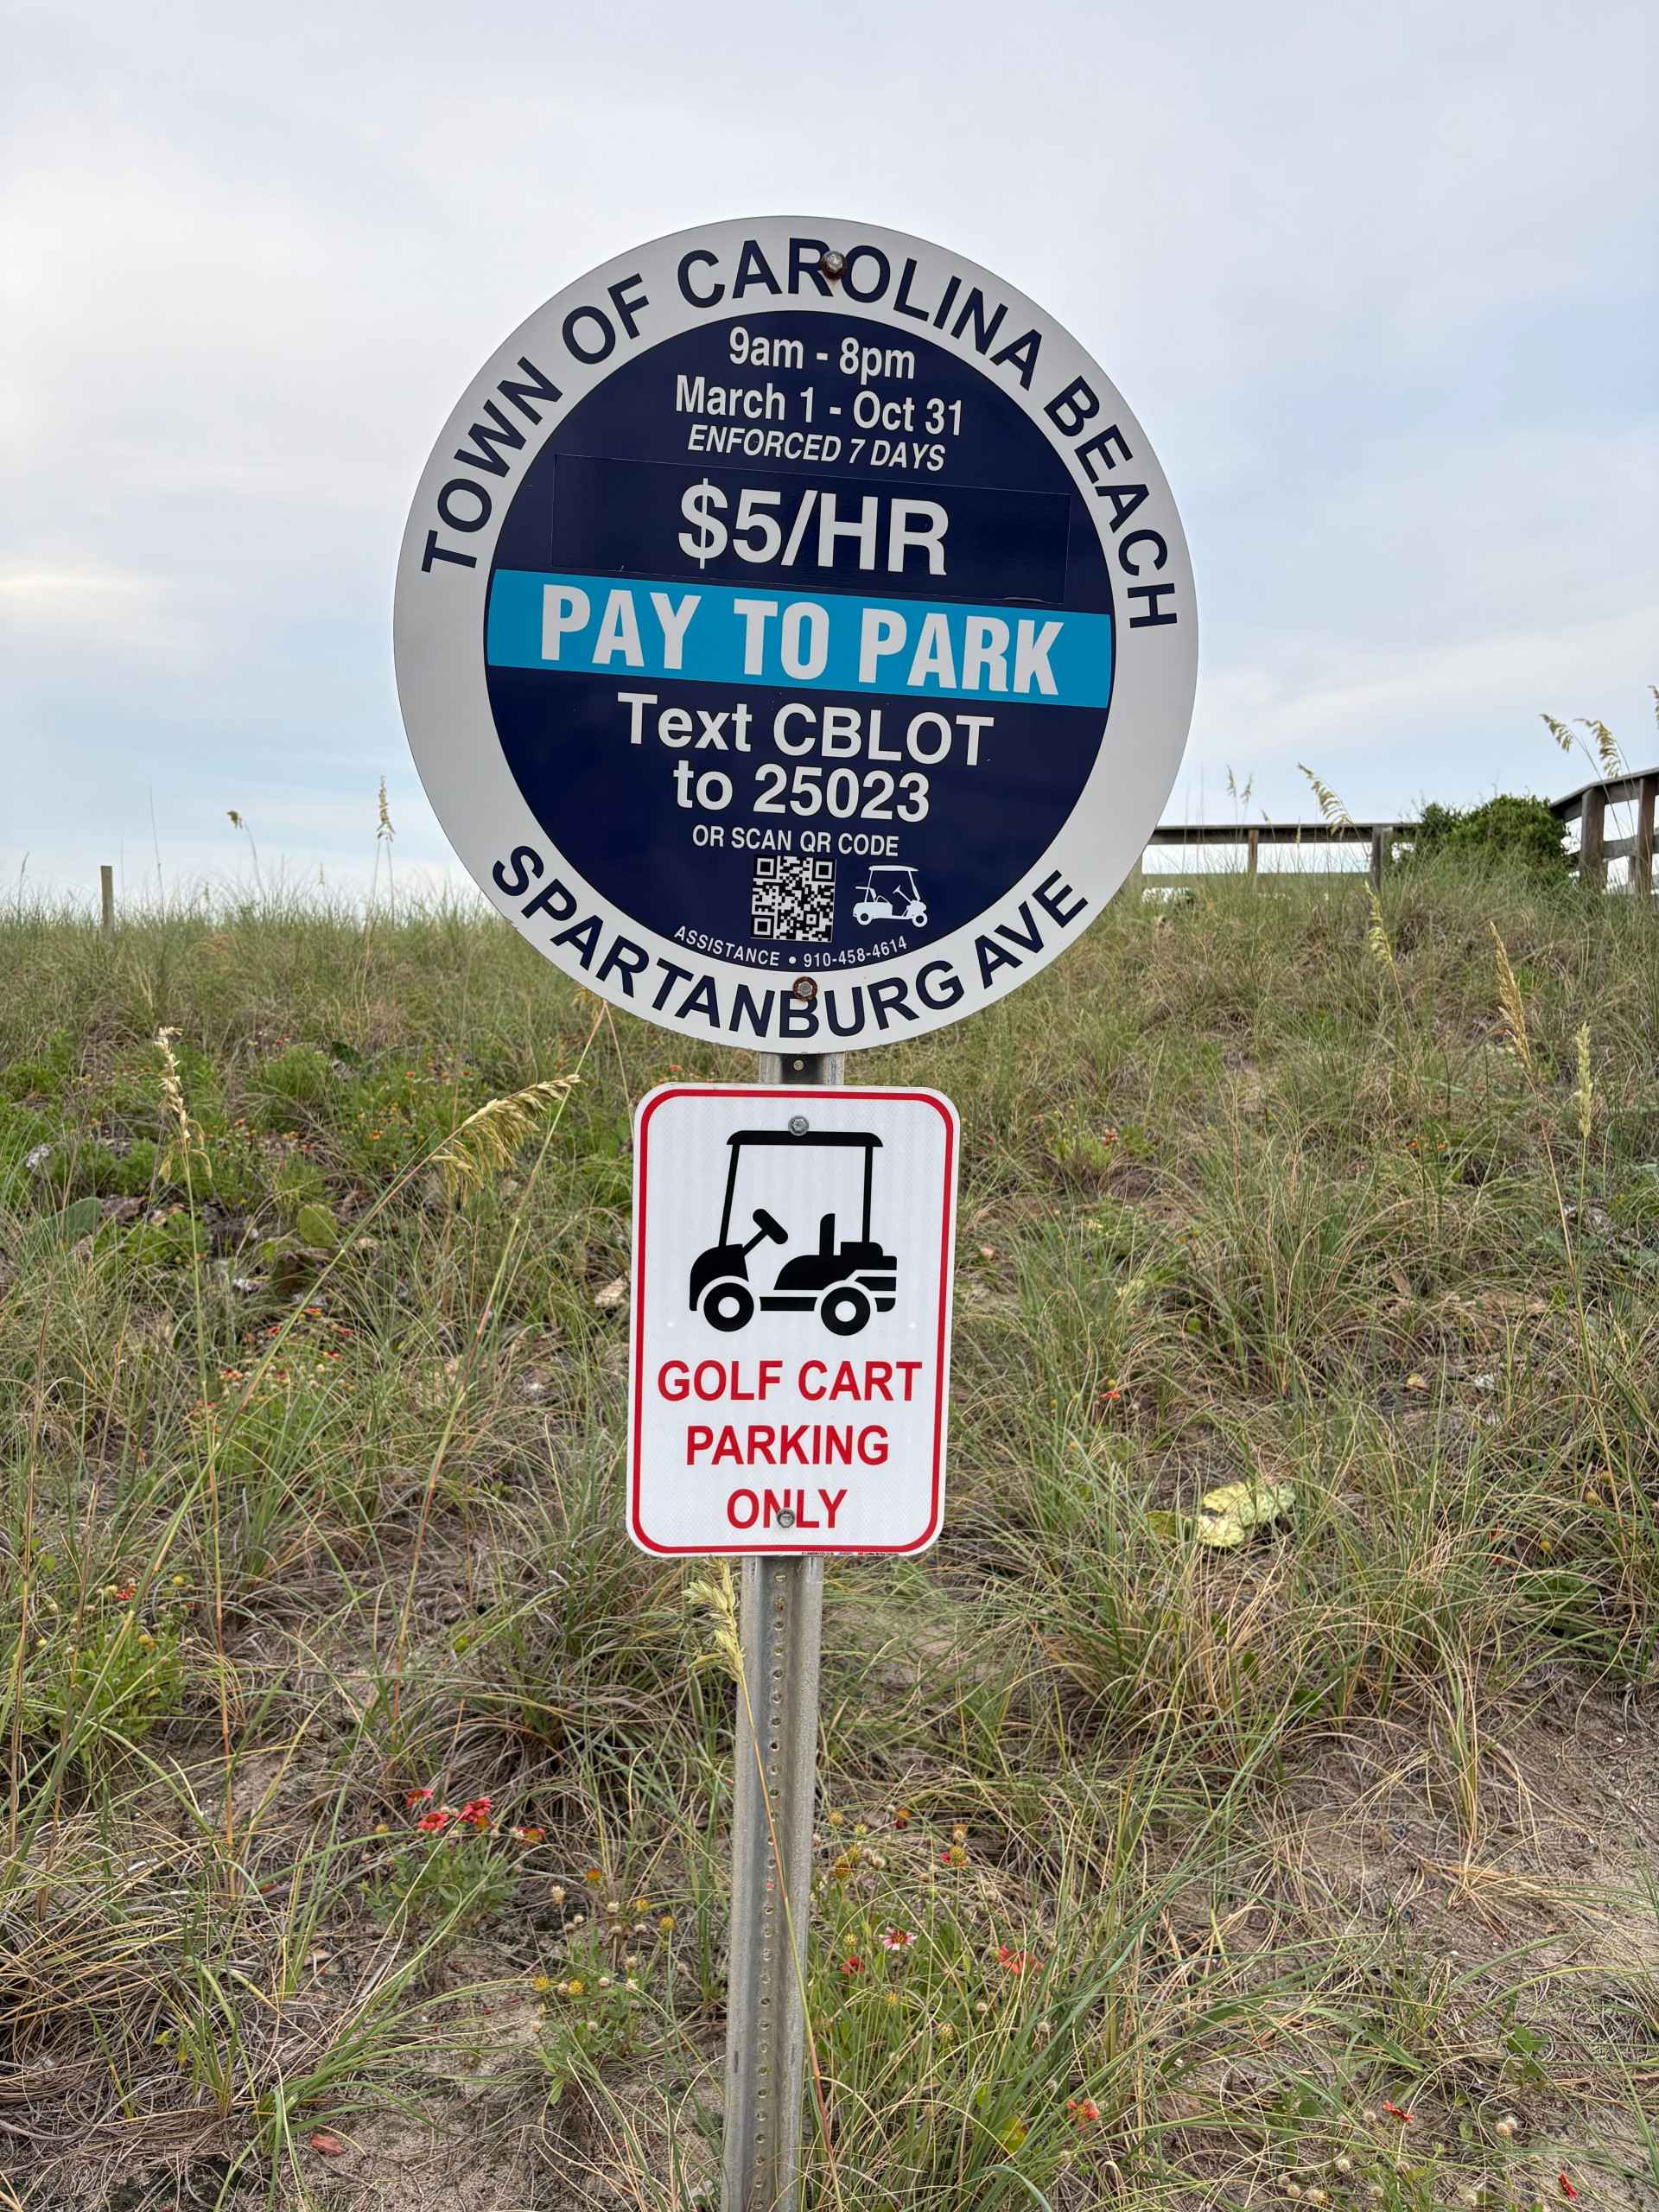 TOWN OF CAROLINA BEACH
9am - 8pm
March 1 - Oct 31
ENFORCED 7 DAYS
$5/HR
PAY TO PARK
Text CBLOT
to 25023
OR SCAN QR CODE
ASSISTANCE • 910-458-4614
SPARTANBURG AVE
GOLF CART
PARKING
ONLY